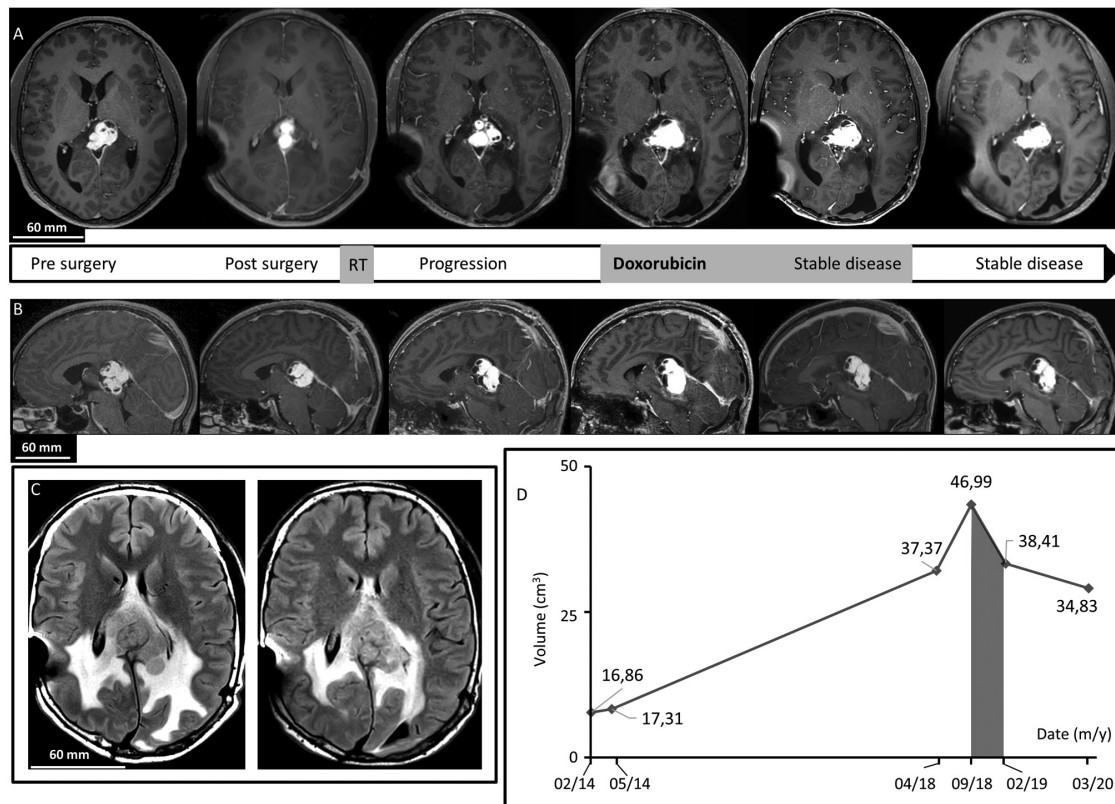 A
60 mm
Pre surgery
Post surgery
RT
Progression
Doxorubicin
Stable disease
Stable disease
B
60 mm
C
60 mm
D
Volume (cm³)
50
25
0
16,86
17,31
37,37
46,99
38,41
34,83
Date (m/y)
02/14
05/14
04/18
09/18
02/19
03/20